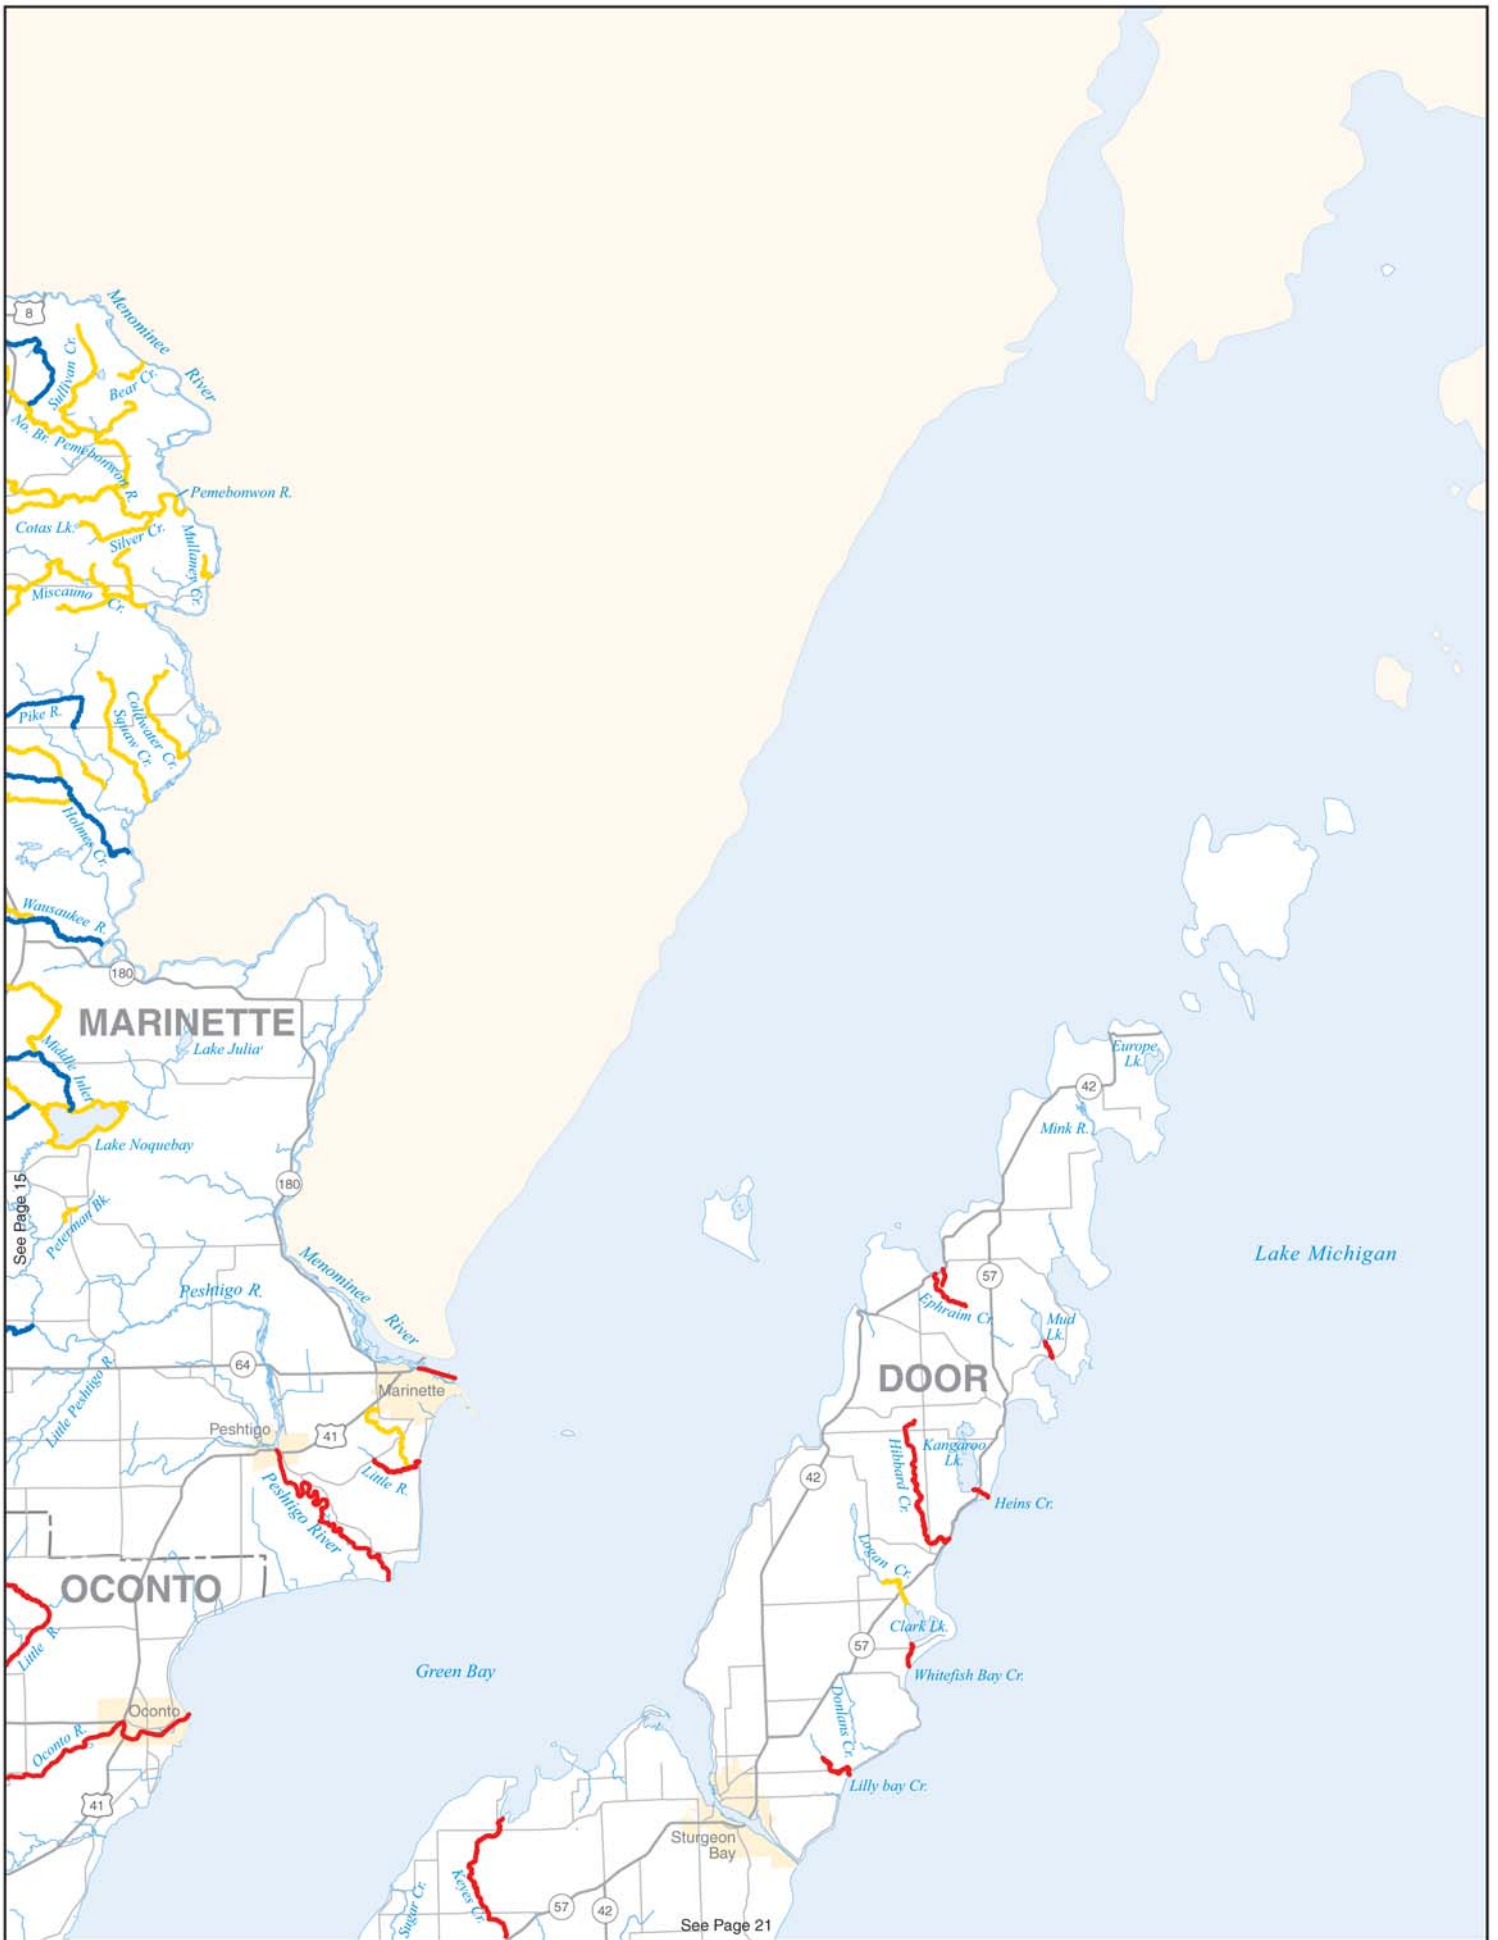 8
Menominee
River
Sullivan Cr.
Bear Cr.
No. Br. Pemebonwon R.
Pemebonwon R.
Cotas Lk.
Silver Cr.
Mullaney Cr.
Miscauno Cr.
Pike R.
Squaw Cr.
Coldwater Cr.
Holmes Cr.
Wausaukee R.
180
MARINETTE
Lake Julia
Middle Inlet
Europe
Lk.
42
Mink R.
Lake Noquebay
See Page 15
180
Peterman Bk.
Lake Michigan
Menominee
River
Peshtigo R.
57
Ephraim Cr.
Mud
Lk.
64
Little Peshtigo R.
DOOR
Marinette
Peshtigo
41
Kangaroo
Lk.
Hibbard Cr.
42
Little R.
Heins Cr.
Peshtigo River
Logan Cr.
OCONTO
Clark Lk.
Little R.
57
Green Bay
Whitefish Bay Cr.
Donlans Cr.
Oconto
Oconto R.
Lilly bay Cr.
41
Sturgeon
Bay
Keyes Cr.
Sugar Cr.
57
42
See Page 21